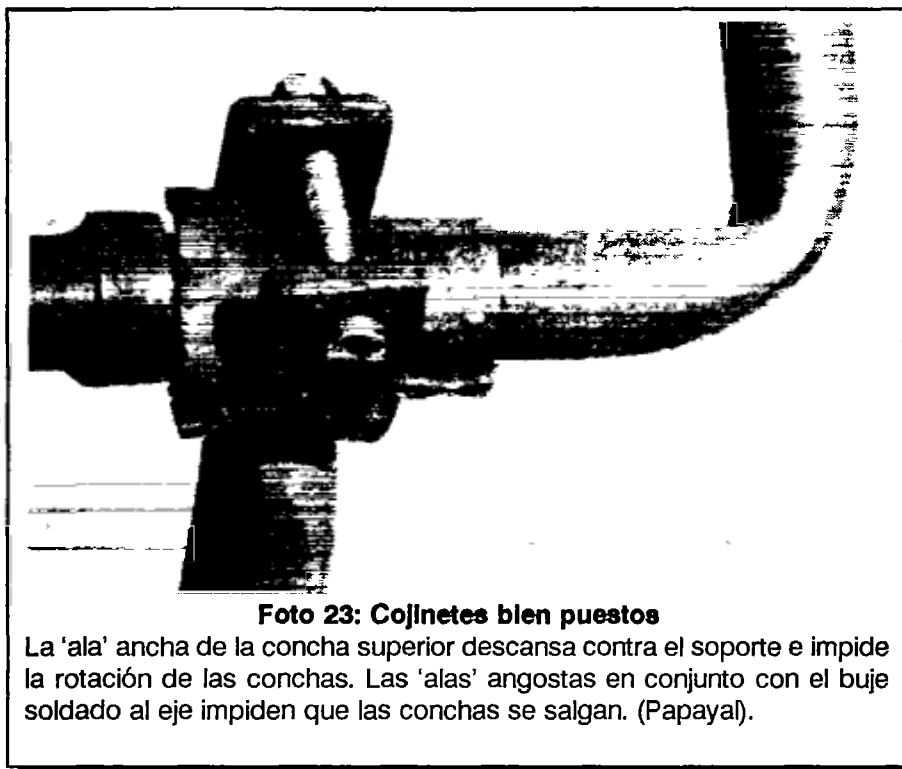 Foto 23: Cojinetes bien puestos
La 'ala' ancha de la concha superior descansa contra el soporte e impide
la rotación de las conchas. Las 'alas' angostas en conjunto con el buje
soldado al eje impiden que las conchas se salgan. (Papayal).